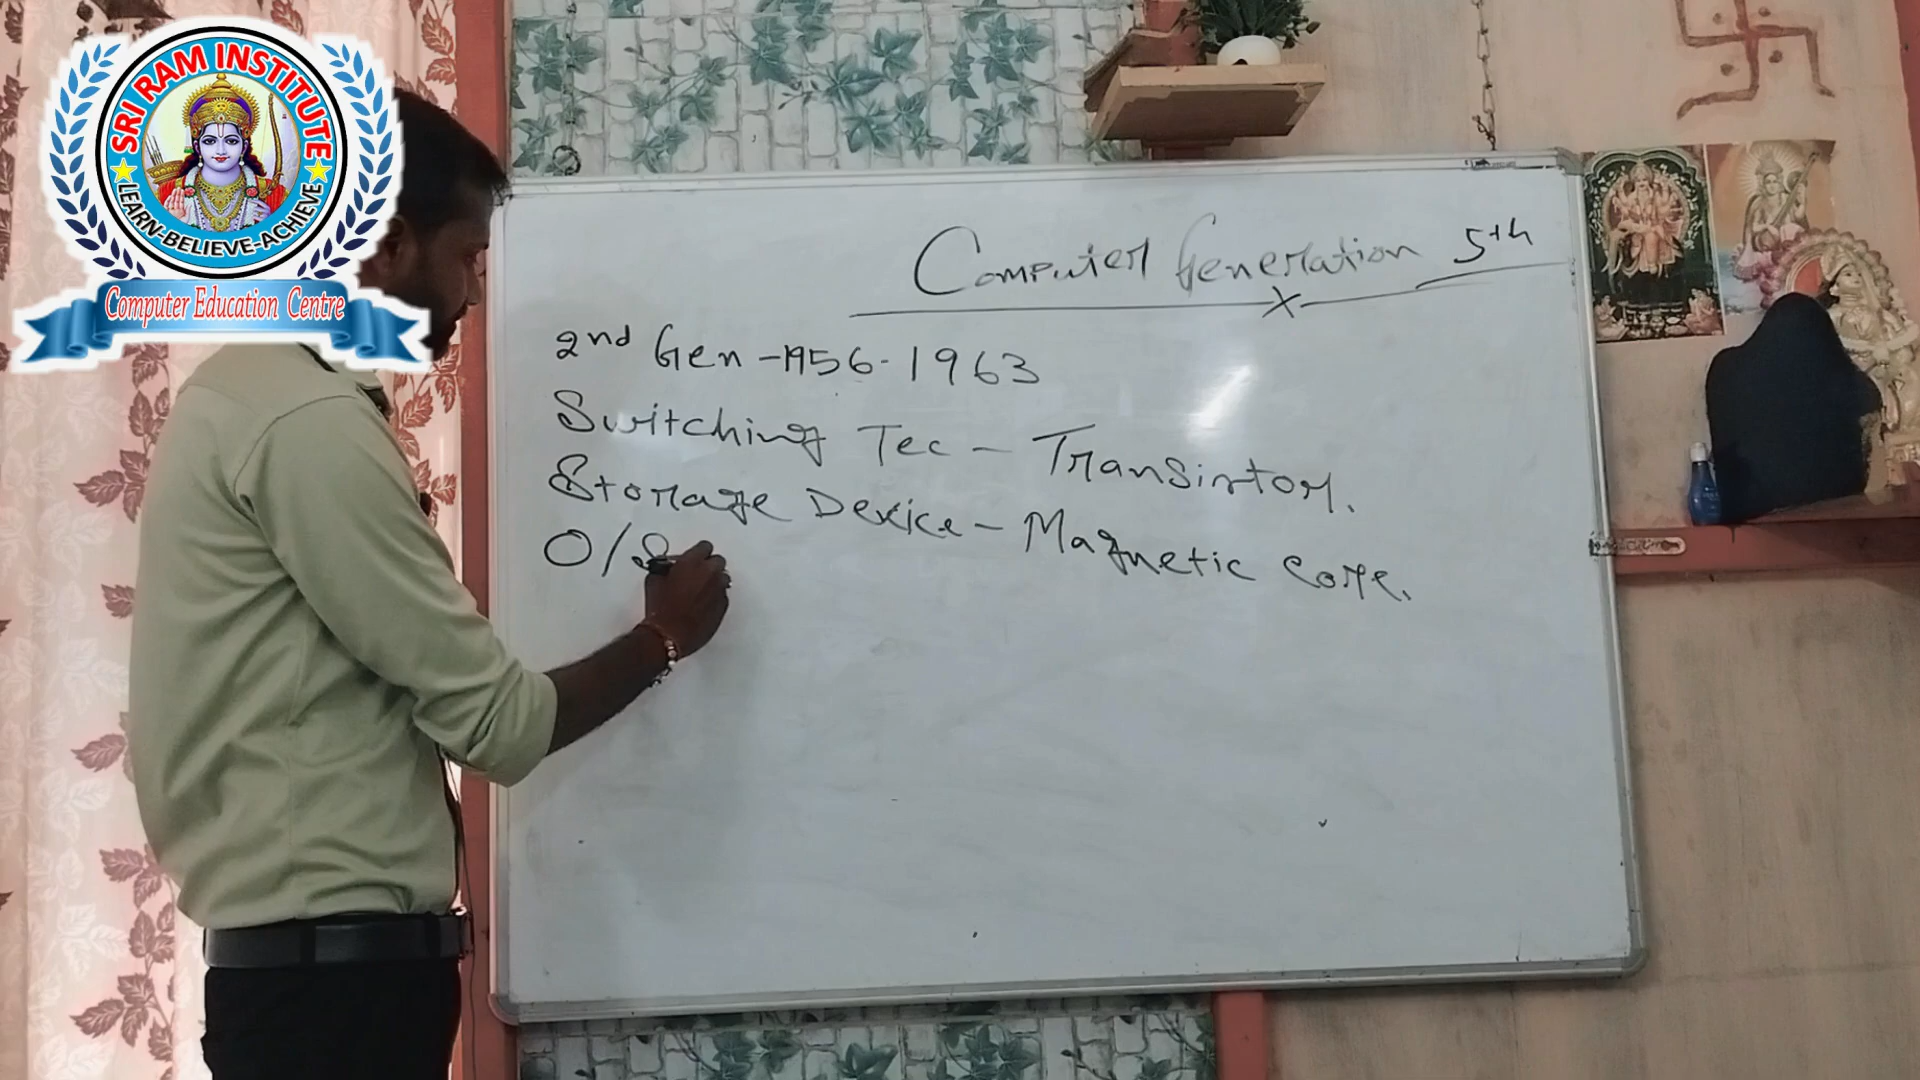 SRI RAM INSTITUTE
LEARN-BELIEVE-ACHIEVE
Computer Education Centre
Computer Generation 5th
2nd Gen - 1956-1963
Switching Tec - Transistor.
Storage Device - Magnetic Core.
O/S